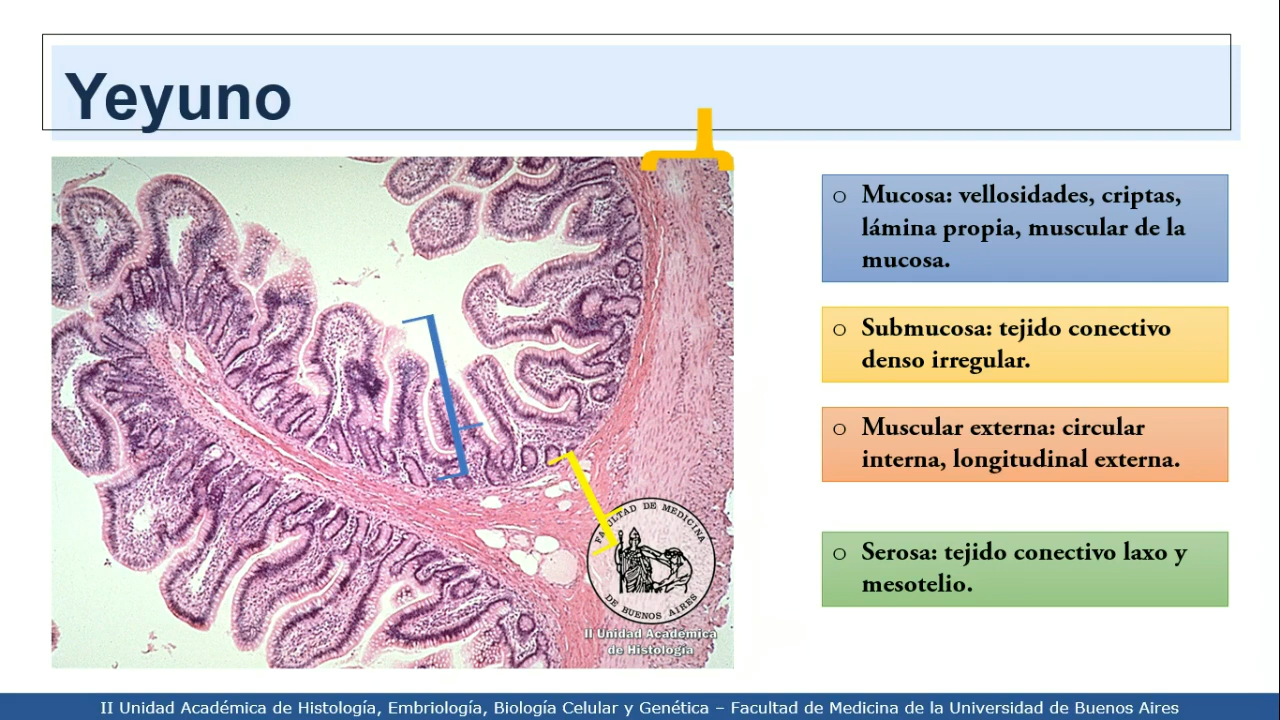 Yeyuno
○ Mucosa: vellosidades, criptas,
lámina propia, muscular de la
mucosa.
○ Submucosa: tejido conectivo
denso irregular.
○ Muscular externa: circular
interna, longitudinal externa.
○ Serosa: tejido conectivo laxo y
mesotelio.
FACULTAD DE MEDICINA
DE BUENOS AIRES
II Unidad Académica
de Histología
II Unidad Académica de Histología, Embriología, Biología Celular y Genética – Facultad de Medicina de la Universidad de Buenos Aires